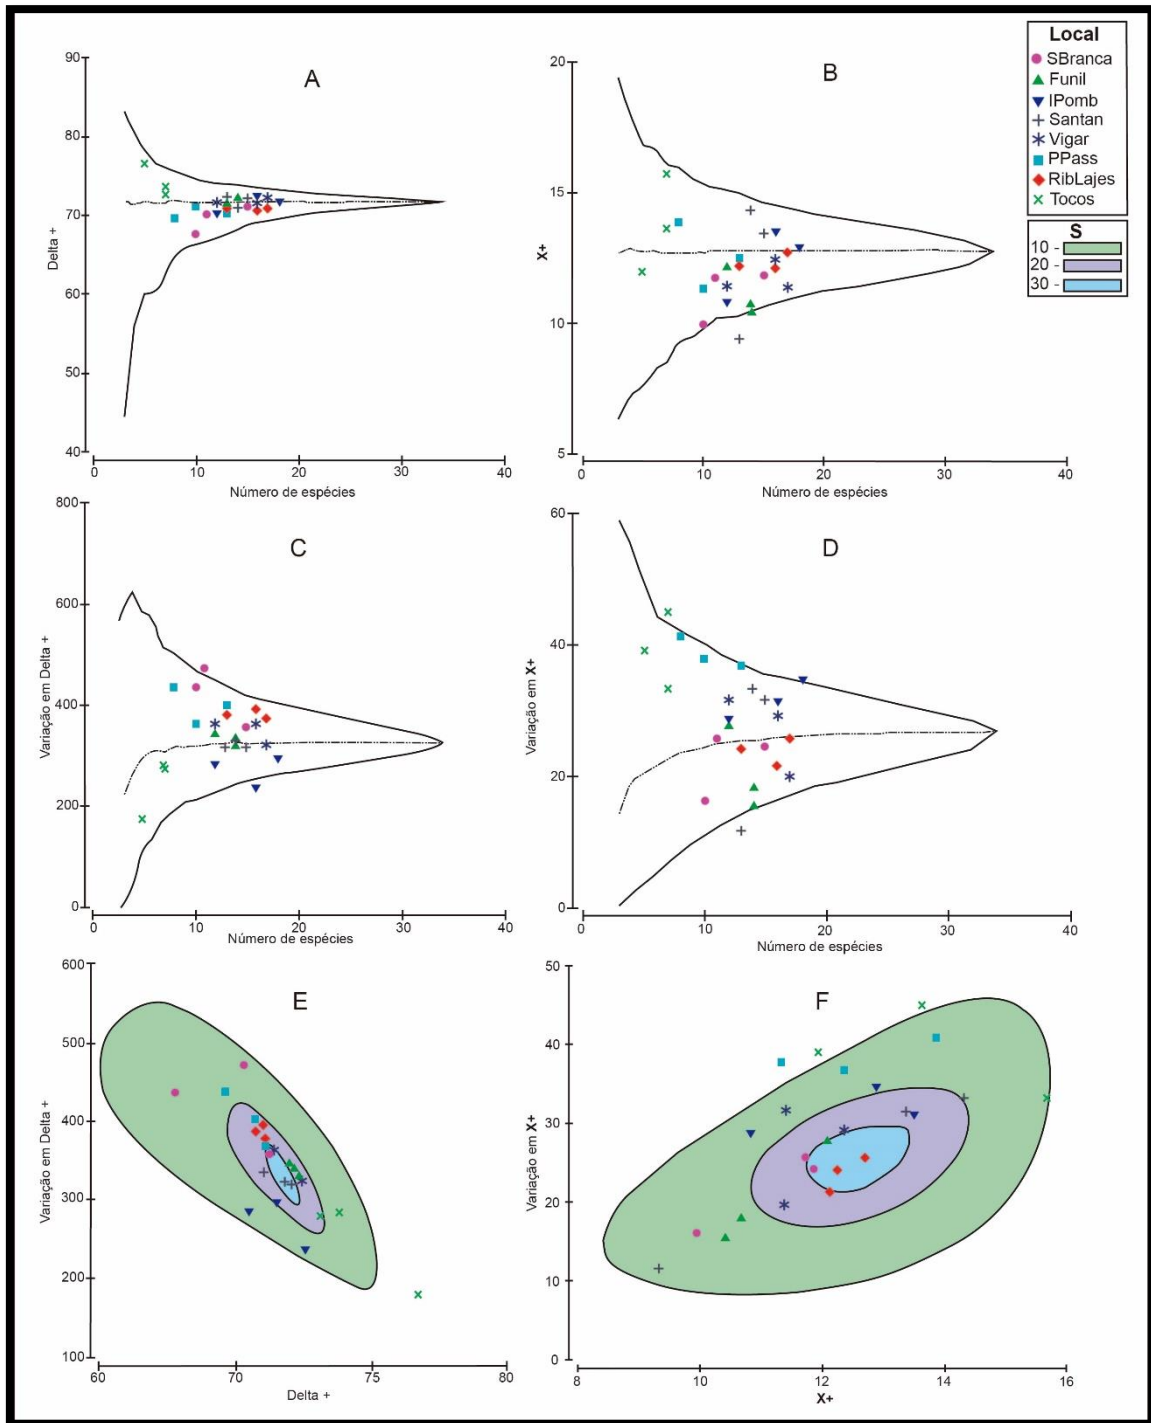 Local
SBranca
Funil
IPomb
Santan
Vigar
PPass
RibLajes
Tocos
S
10 -
20 -
30 -
A
90
80
70
60
50
40
Delta +
0 10 20 30 40
Número de espécies
B
20
15
10
5
X+
0 10 20 30 40
Número de espécies
C
800
600
400
200
0
Variação em Delta +
0 10 20 30 40
Número de espécies
D
60
40
20
0
Variação em X+
0 10 20 30 40
Número de espécies
E
600
500
400
300
200
100
Variação em Delta +
60 70 75 80
Delta +
F
50
40
30
20
10
0
Variação em X+
8 10 12 14 16
X+